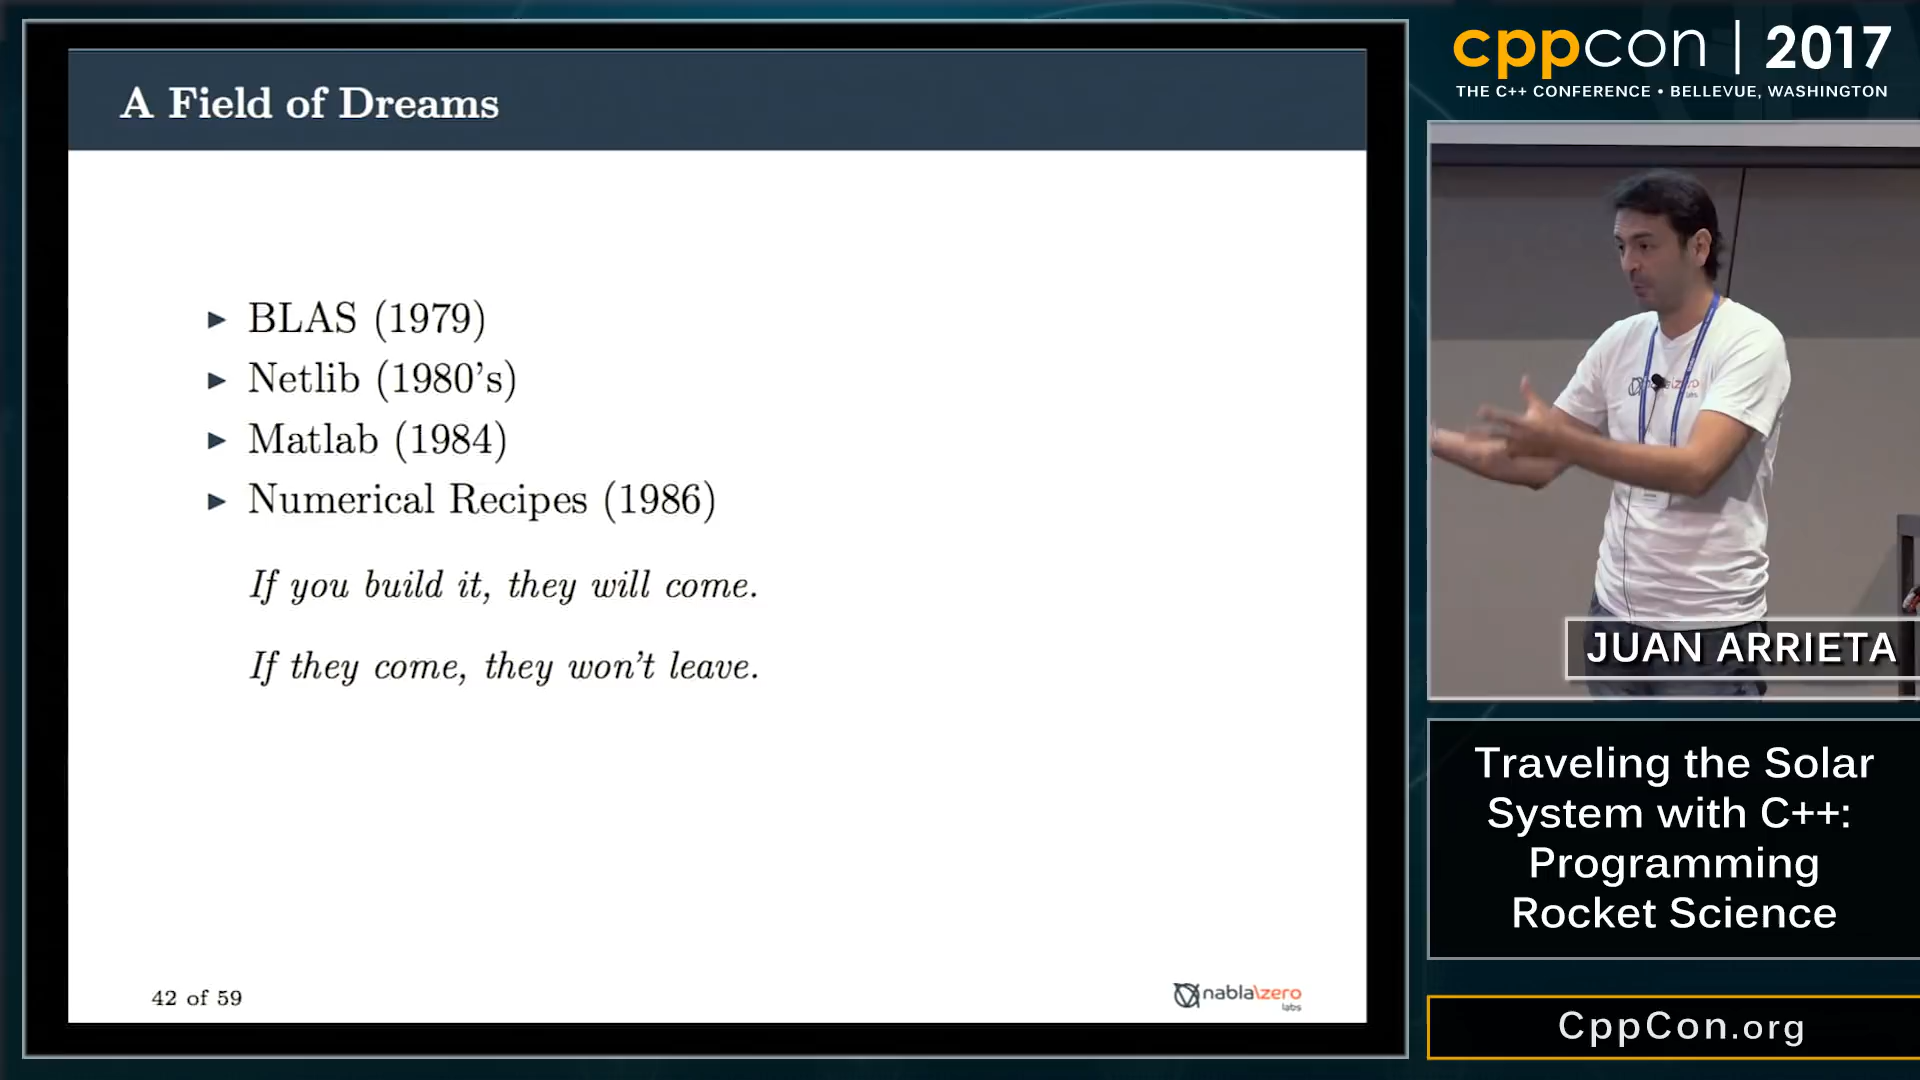 A Field of Dreams
BLAS (1979)
Netlib (1980's)
Matlab (1984)
Numerical Recipes (1986)
If you build it, they will come.
If they come, they won't leave.
42 of 59
nabla\zero
labs
cppcon | 2017
THE C++ CONFERENCE • BELLEVUE, WASHINGTON
JUAN ARRIETA
Traveling the Solar
System with C++:
Programming
Rocket Science
CppCon.org